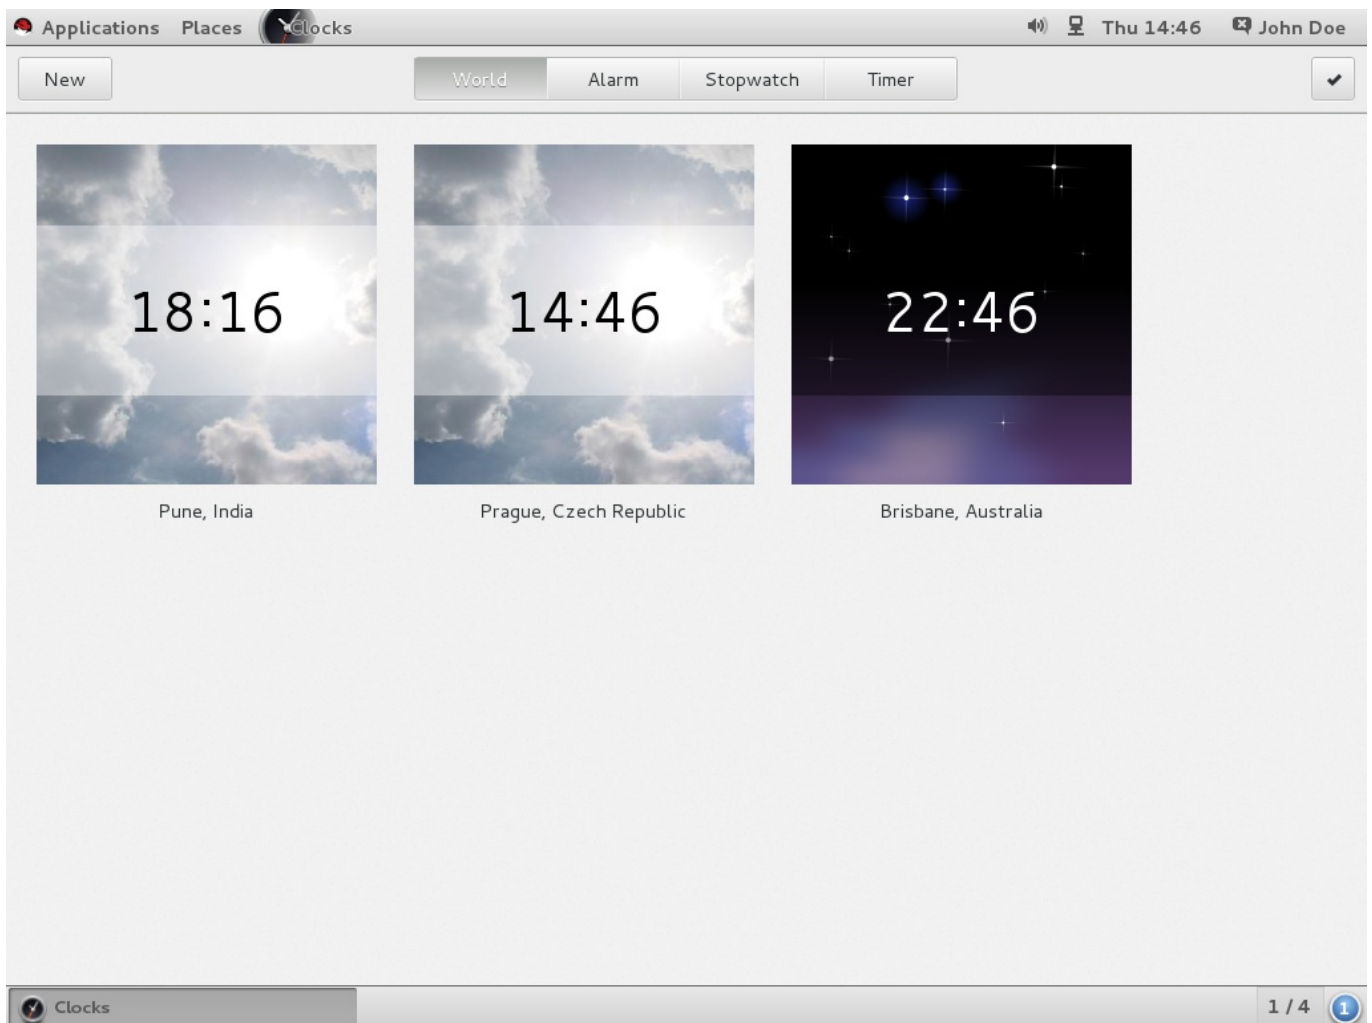 Applications Places Clocks Thu 14:46 John Doe
New World Alarm Stopwatch Timer
18:16 14:46 22:46
Pune, India Prague, Czech Republic Brisbane, Australia
Clocks 1 / 4 1